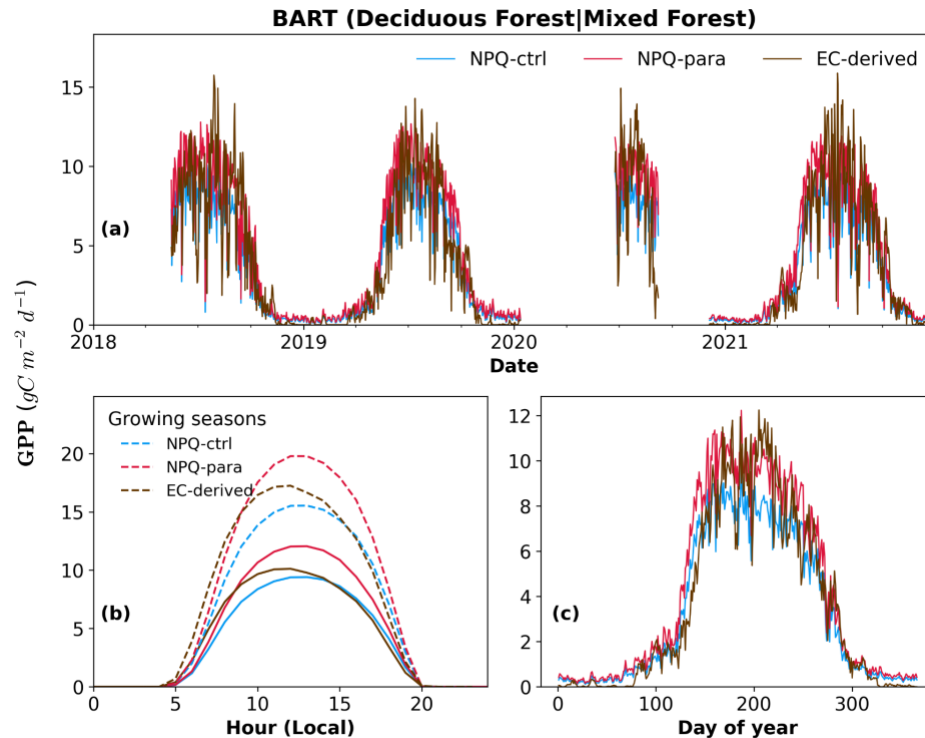 BART (Deciduous Forest|Mixed Forest)
NPQ-ctrl NPQ-para EC-derived
15
10
5
0
(a)
2018 2019 2020 2021
Date
GPP (gC m⁻² d⁻¹)
Growing seasons
NPQ-ctrl
NPQ-para
EC-derived
20
15
10
5
0
(b)
0 5 10 15 20
Hour (Local)
12
10
8
6
4
2
0
(c)
0 100 200 300
Day of year